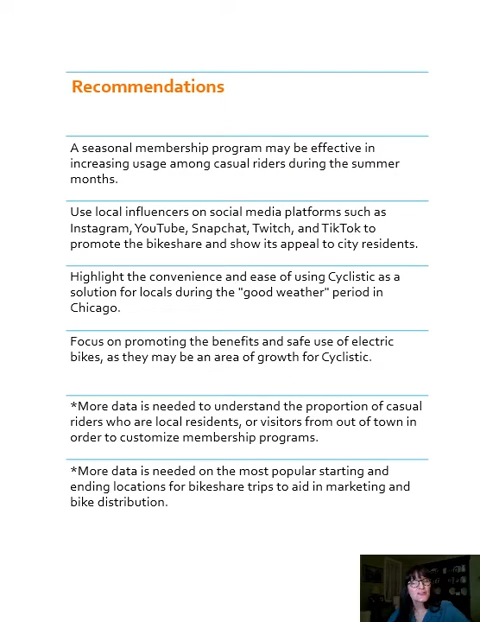 Recommendations
A seasonal membership program may be effective in
increasing usage among casual riders during the summer
months.
Use local influencers on social media platforms such as
Instagram, YouTube, Snapchat, Twitch, and TikTok to
promote the bikeshare and show its appeal to city residents.
Highlight the convenience and ease of using Cyclistic as a
solution for locals during the "good weather" period in
Chicago.
Focus on promoting the benefits and safe use of electric
bikes, as they may be an area of growth for Cyclistic.
*More data is needed to understand the proportion of casual
riders who are local residents, or visitors from out of town in
order to customize membership programs.
*More data is needed on the most popular starting and
ending locations for bikeshare trips to aid in marketing and
bike distribution.